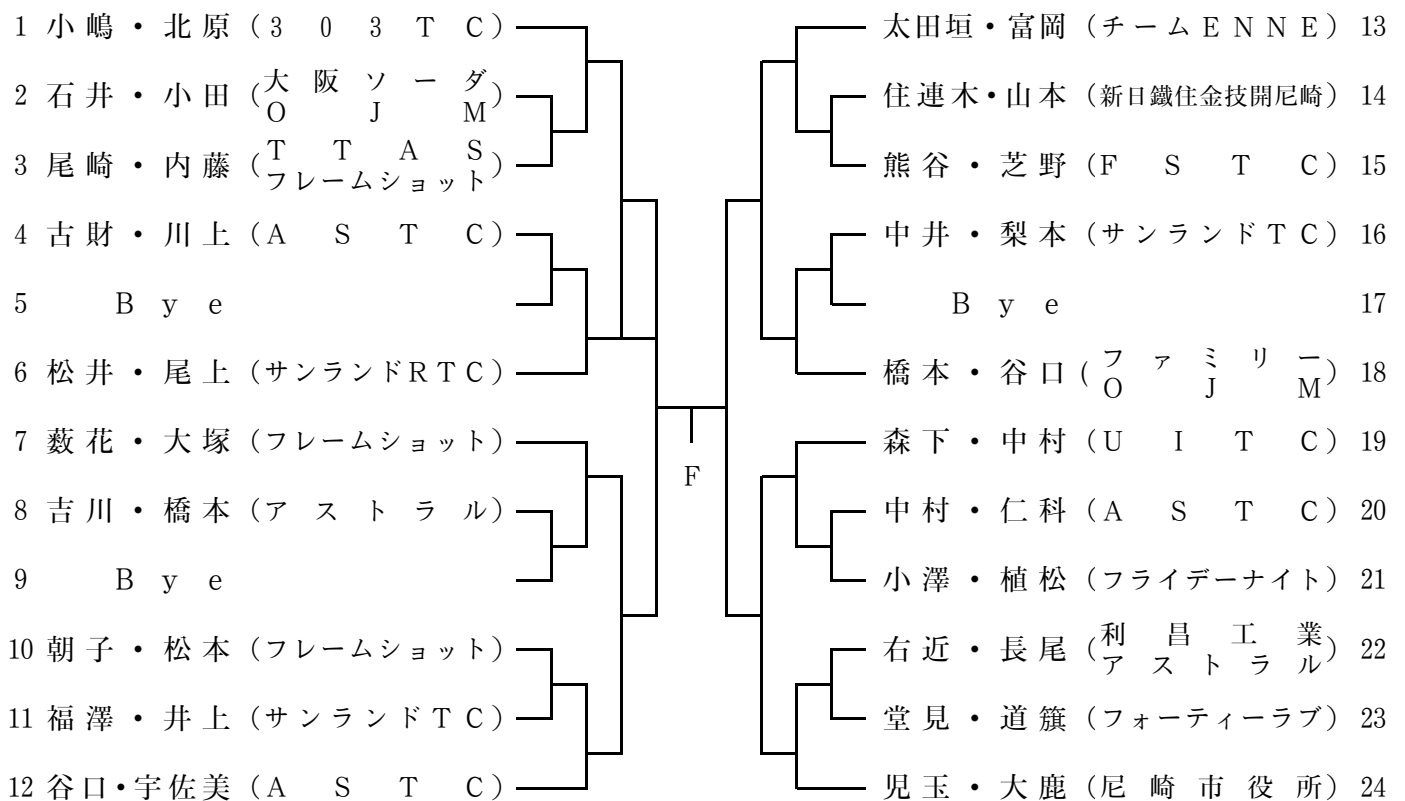 1 小嶋・北原（303TC）
2 石井・小田（大阪ソーダ
OJM）
3 尾崎・内藤（TTAS
フレームショット）
4 古財・川上（ASTC）
5 Bye
6 松井・尾上（サンランドRTC）
7 薮花・大塚（フレームショット）
8 吉川・橋本（アストラル）
9 Bye
10 朝子・松本（フレームショット）
11 福澤・井上（サンランドTC）
12 谷口・宇佐美（ASTC）
F
太田垣・富岡（チームENNE）13
住連木・山本（新日鐵住金技開尼崎）14
熊谷・芝野（FSTC）15
中井・梨本（サンランドTC）16
Bye 17
橋本・谷口（ファミリー
OJM）18
森下・中村（UITC）19
中村・仁科（ASTC）20
小澤・植松（フライデーナイト）21
右近・長尾（利昌工業
アストラル）22
堂見・道籏（フォーティーラブ）23
児玉・大鹿（尼崎市役所）24